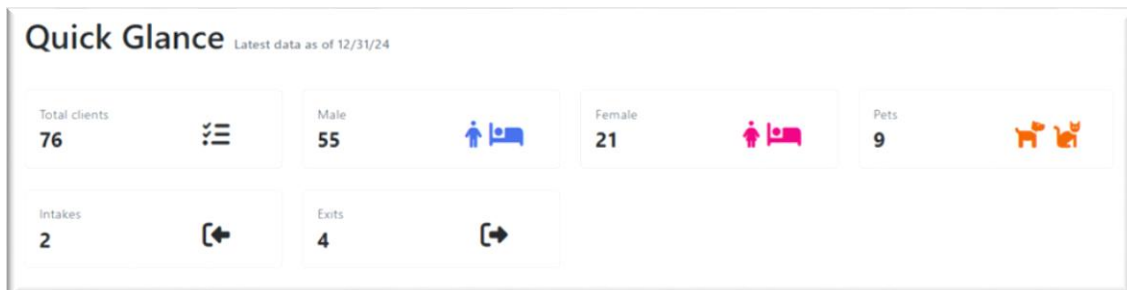 Quick Glance Latest data as of 12/31/24
Total clients
76
Male
55
Female
21
Pets
9
Intakes
2
Exits
4